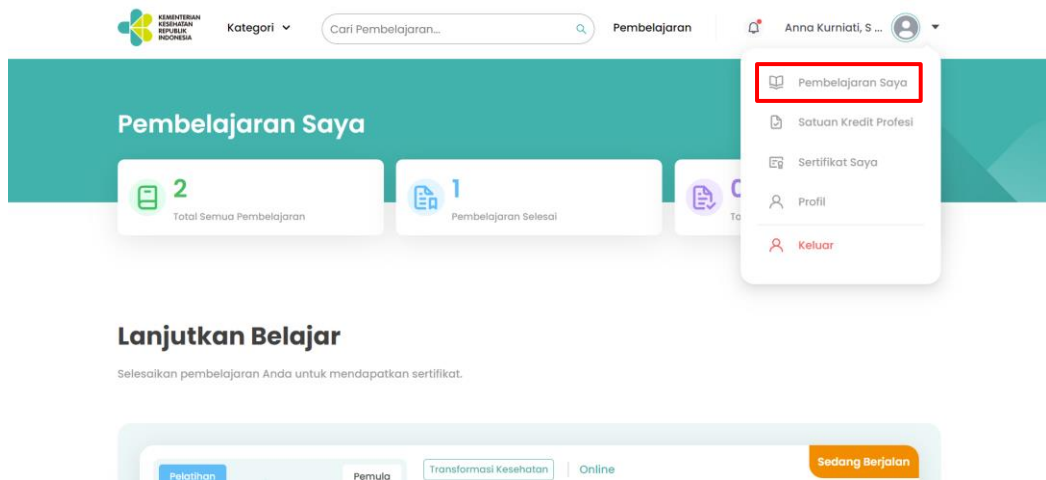 KEMENTERIAN
KESEHATAN
REPUBLIK
INDONESIA
Kategori
Cari Pembelajaran...
Pembelajaran
Anna Kurniati, S ...
Pembelajaran Saya
Satuan Kredit Profesi
Sertifikat Saya
Profil
Keluar
Pembelajaran Saya
2
Total Semua Pembelajaran
1
Pembelajaran Selesai
Lanjutkan Belajar
Selesaikan pembelajaran Anda untuk mendapatkan sertifikat.
Pelatihan
Pemula
Transformasi Kesehatan
Online
Sedang Berjalan